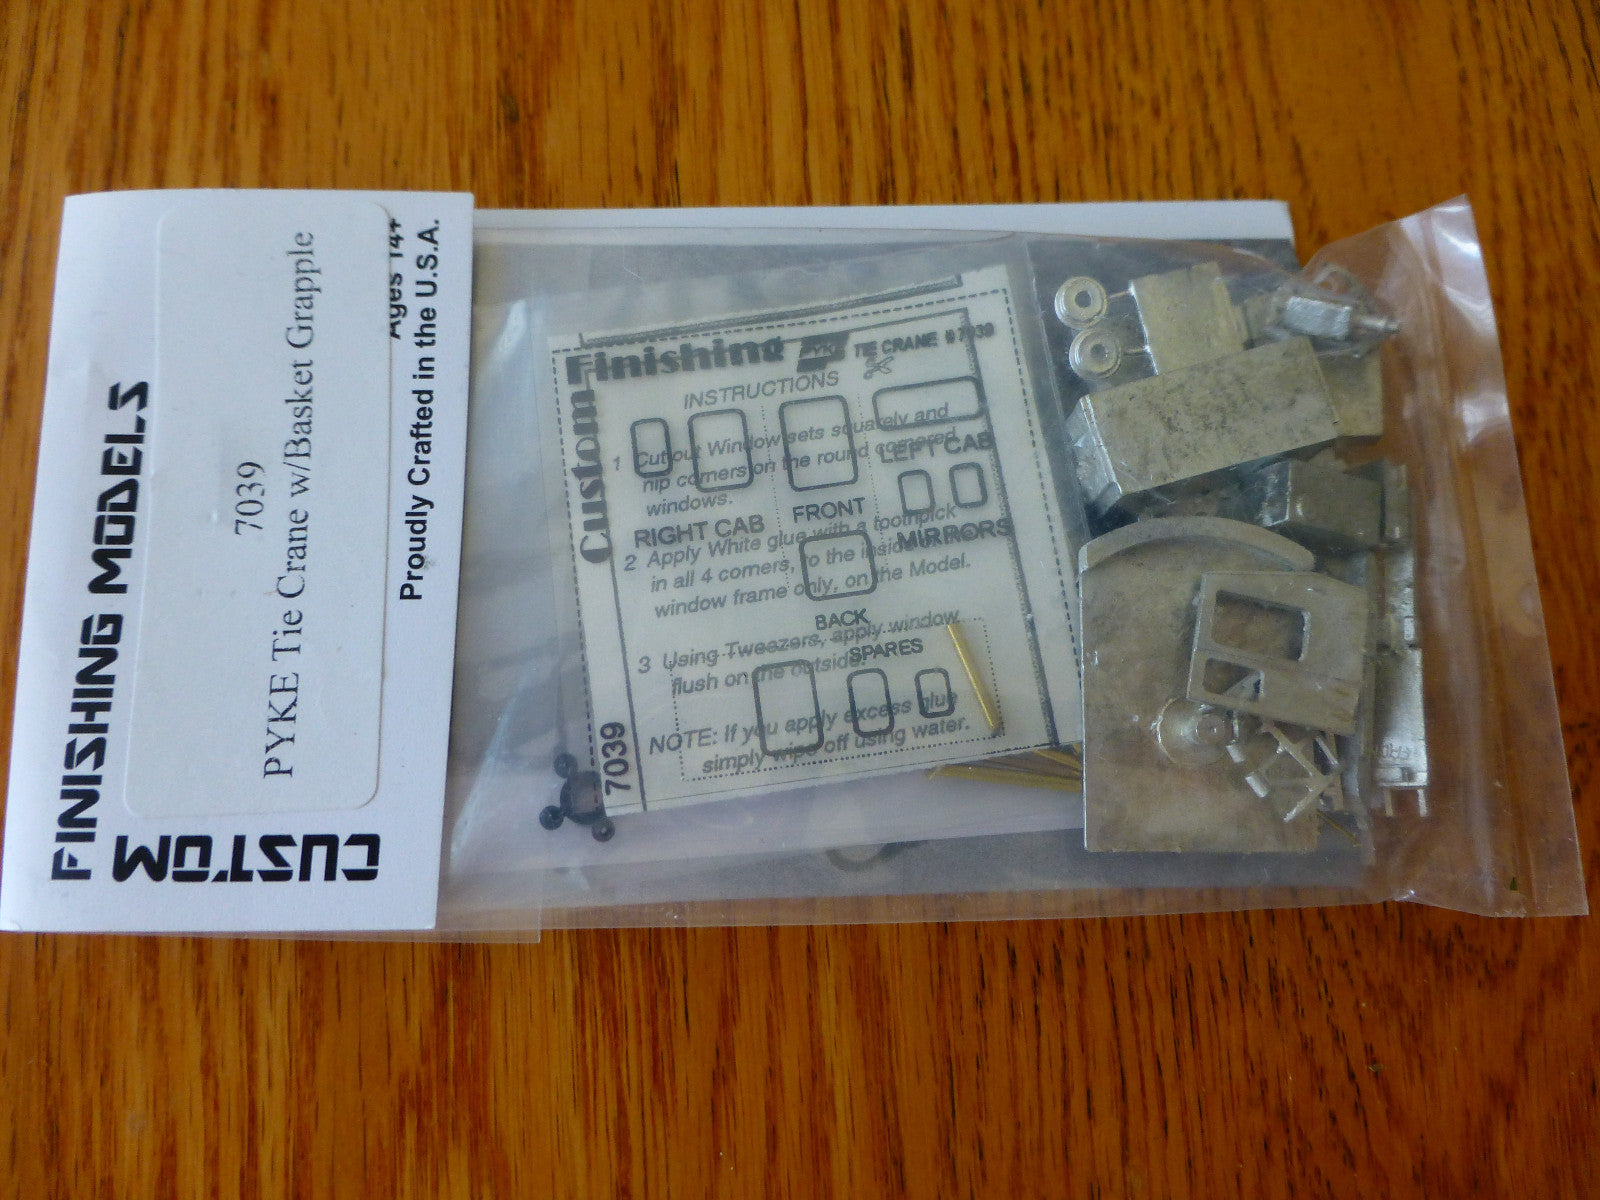 CUSTOM
FINISHING MODELS
7039
PYKE Tie Crane w/Basket Grapple
Ages 14+
Proudly Crafted in the U.S.A.
Custom Finishing PYKE TIE CRANE # 7039
INSTRUCTIONS
1 Cut out Window sets squarely and
nip corners on the round cornered
windows.
2 Apply White glue with a toothpick
in all 4 corners, to the inside
window frame only, on the Model.
3 Using Tweezers, apply window
flush on the outside.
NOTE: If you apply excess glue
simply wipe off using water.
RIGHT CAB
FRONT
LEFT CAB
MIRRORS
BACK
SPARES
7039